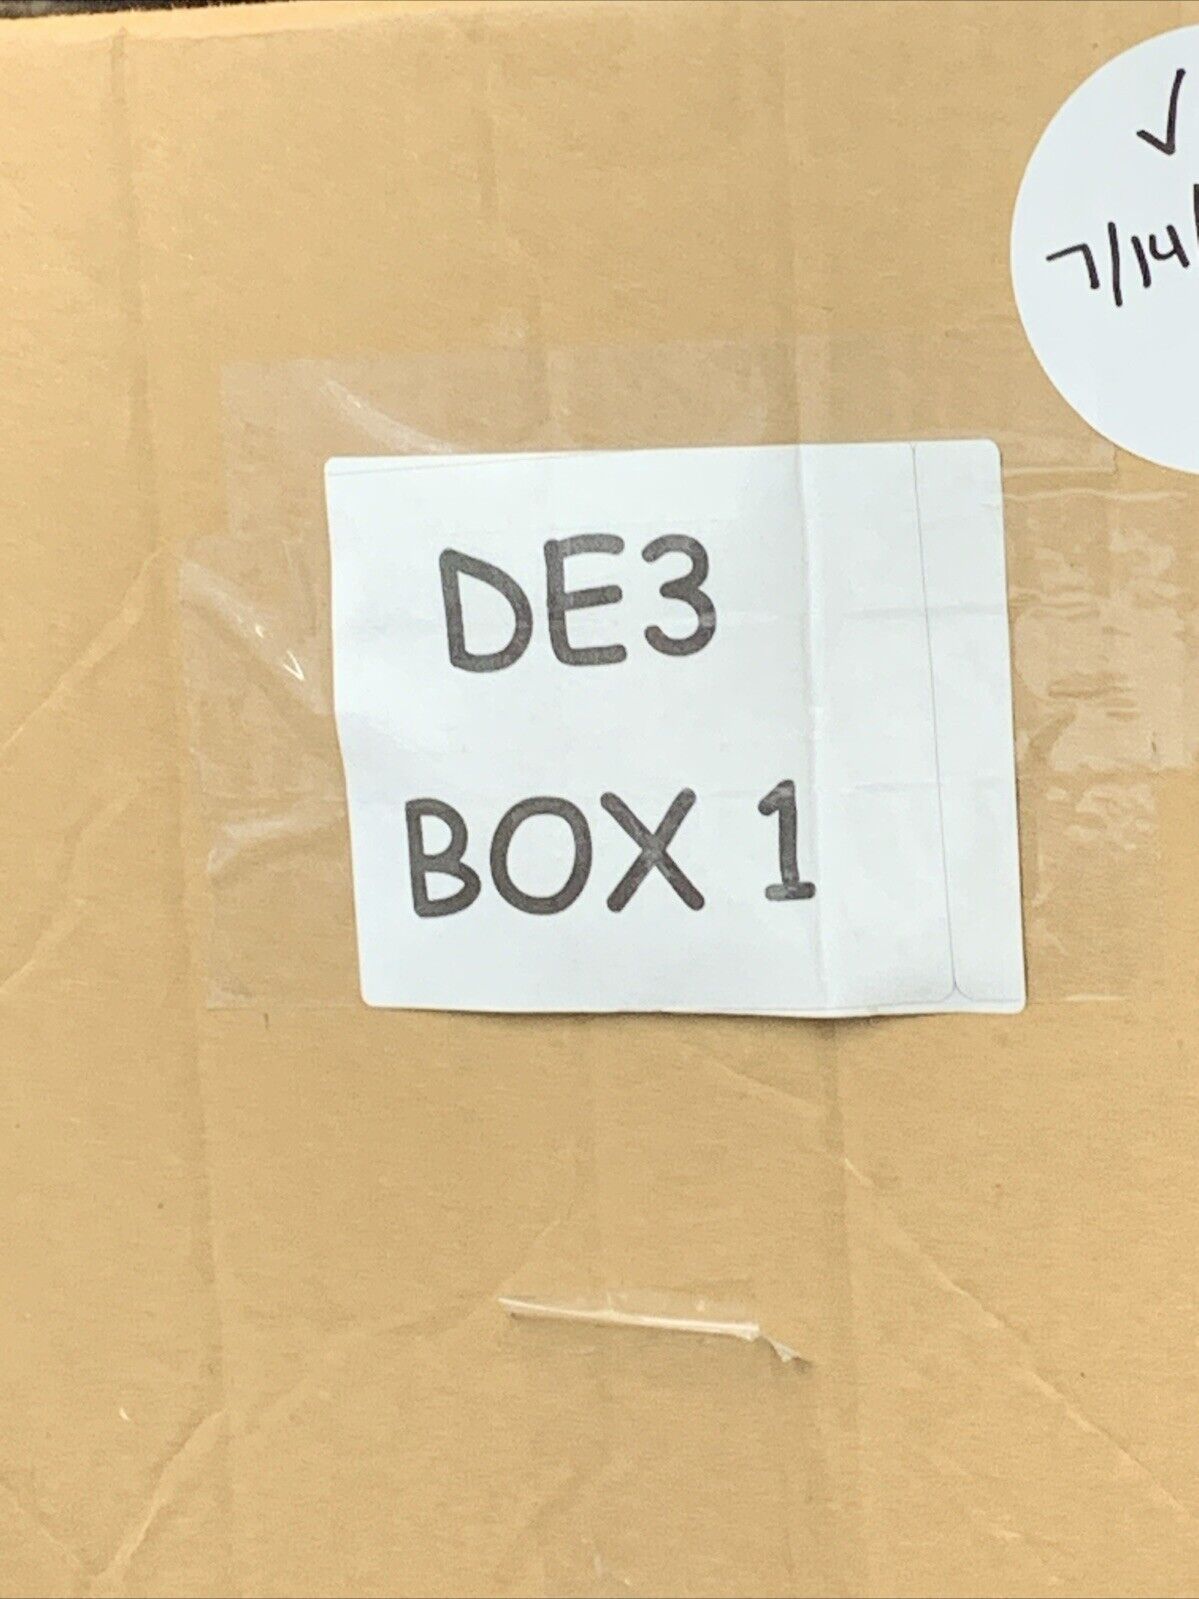 ✓
7/14/
DE3
BOX 1